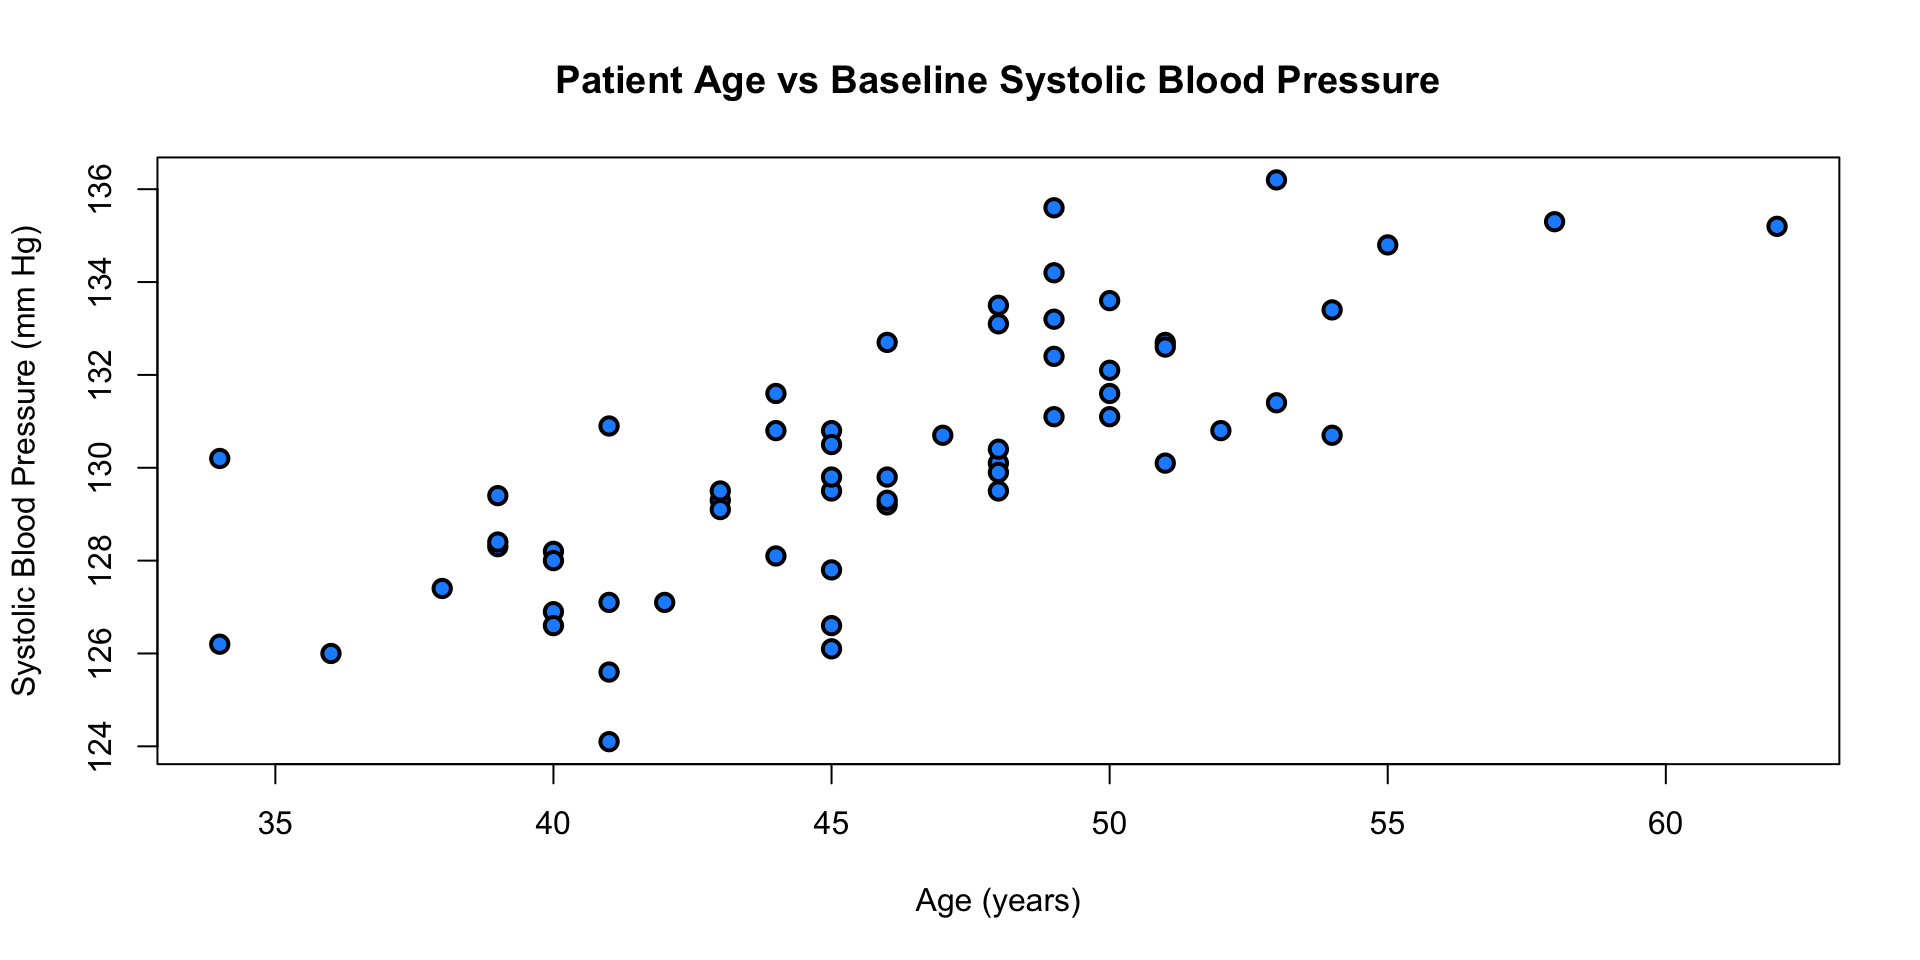 Patient Age vs Baseline Systolic Blood Pressure
Systolic Blood Pressure (mm Hg)
136
134
132
130
128
126
124
35 40 45 50 55 60
Age (years)